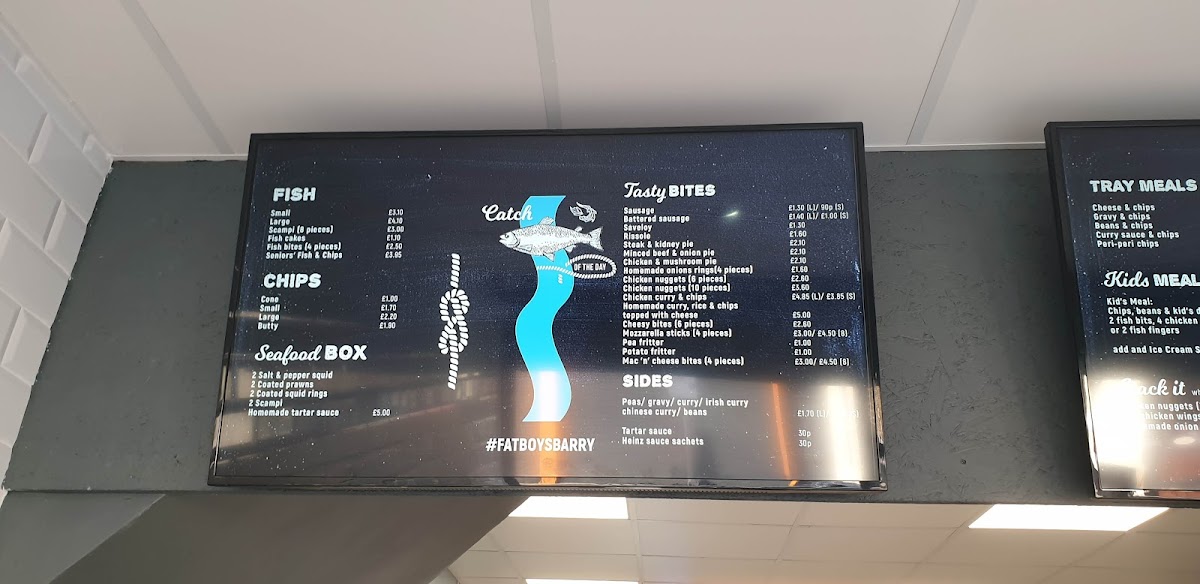 FISH
Small £3.10
Large £4.10
Scampi (6 pieces) £3.00
Fish cakes £1.10
Fish bites (4 pieces) £2.50
Seniors' Fish & Chips £3.95
CHIPS
Cone £1.00
Small £1.70
Large £2.20
Butty £1.80
Seafood BOX
2 Salt & pepper squid
2 Coated prawns
2 Coated squid rings
2 Scampi
Homemade tartar sauce £5.00
Catch
OF THE DAY
#FATBOYSBARRY
Tasty BITES
Sausage £1.30 (L)/ 90p (S)
Battered sausage £1.40 (L)/ £1.00 (S)
Saveloy £1.30
Rissole £1.60
Steak & kidney pie £2.10
Minced beef & onion pie £2.10
Chicken & mushroom pie £2.10
Homemade onions rings(4 pieces) £1.60
Chicken nuggets (6 pieces) £2.60
Chicken nuggets (10 pieces) £3.60
Chicken curry & chips £4.85 (L)/ £3.85 (S)
Homemade curry, rice & chips
topped with cheese £5.00
Cheesy bites (6 pieces) £2.60
Mozzarella sticks (4 pieces) £3.00/ £4.50 (8)
Pea fritter £1.00
Potato fritter £1.00
Mac 'n' cheese bites (4 pieces) £3.00/ £4.50 (8)
SIDES
Peas/ gravy/ curry/ irish curry
chinese curry/ beans £1.70 (L)/
Tartar sauce 30p
Heinz sauce sachets 30p
TRAY MEALS
Cheese & chips
Gravy & chips
Beans & chips
Curry sauce & chips
Peri-peri chips
Kids MEAL
Kid's Meal:
Chips, beans & kid's
2 fish bits, 4 chicken
or 2 fish fingers
add and Ice Cream
it
nuggets
chicken wings
onion